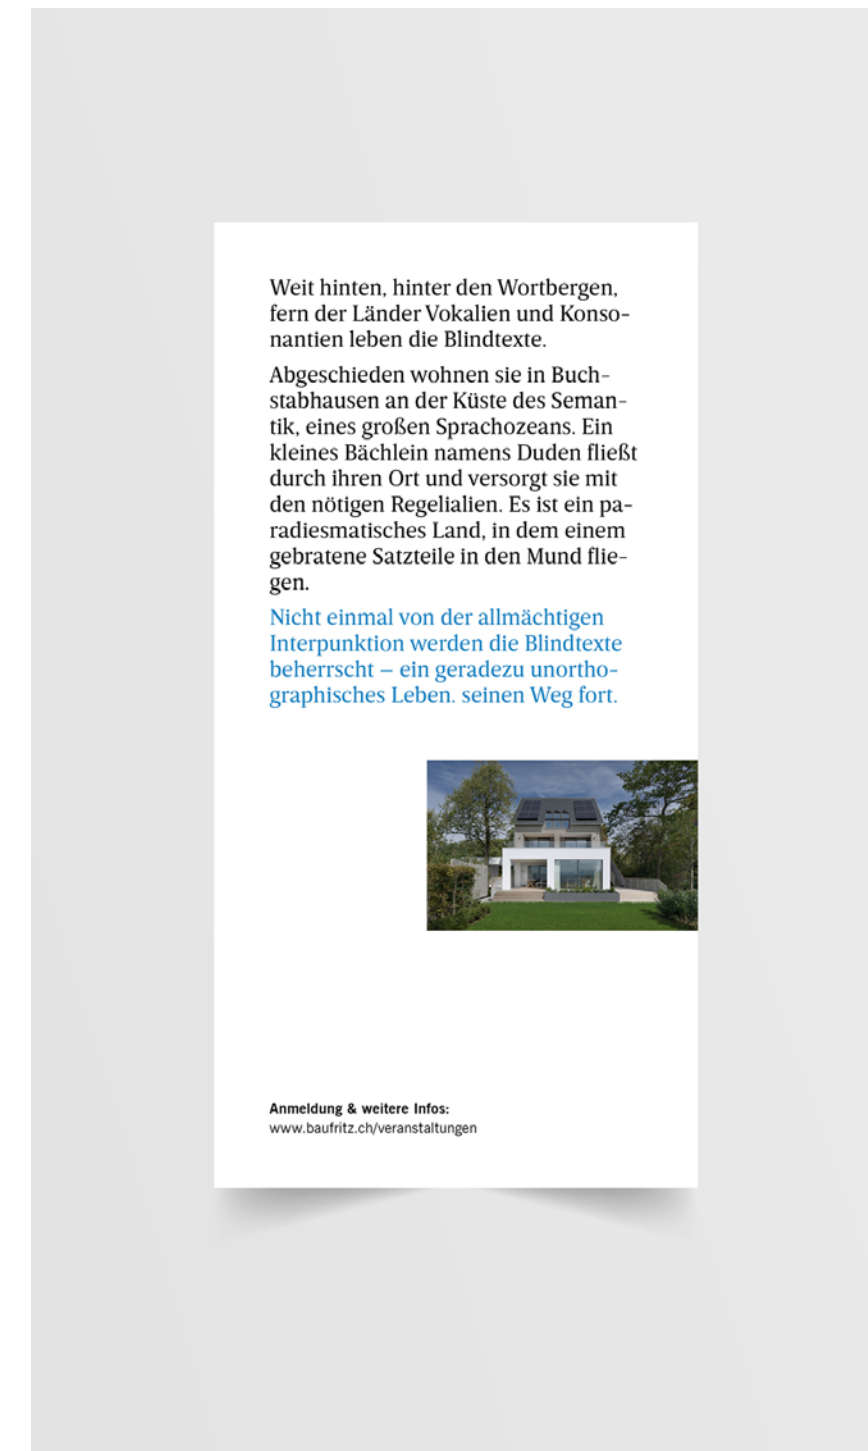 Weit hinten, hinter den Wortbergen,
fern der Länder Vokalien und Konso-
nantien leben die Blindtexte.
Abgeschieden wohnen sie in Buch-
stabhausen an der Küste des Seman-
tik, eines großen Sprachozeans. Ein
kleines Bächlein namens Duden fließt
durch ihren Ort und versorgt sie mit
den nötigen Regelialien. Es ist ein pa-
radiesmatisches Land, in dem einem
gebratene Satzteile in den Mund flie-
gen.
Nicht einmal von der allmächtigen
Interpunktion werden die Blindtexte
beherrscht – ein geradezu unortho-
graphisches Leben. seinen Weg fort.
Anmeldung & weitere Infos:
www.baufritz.ch/veranstaltungen